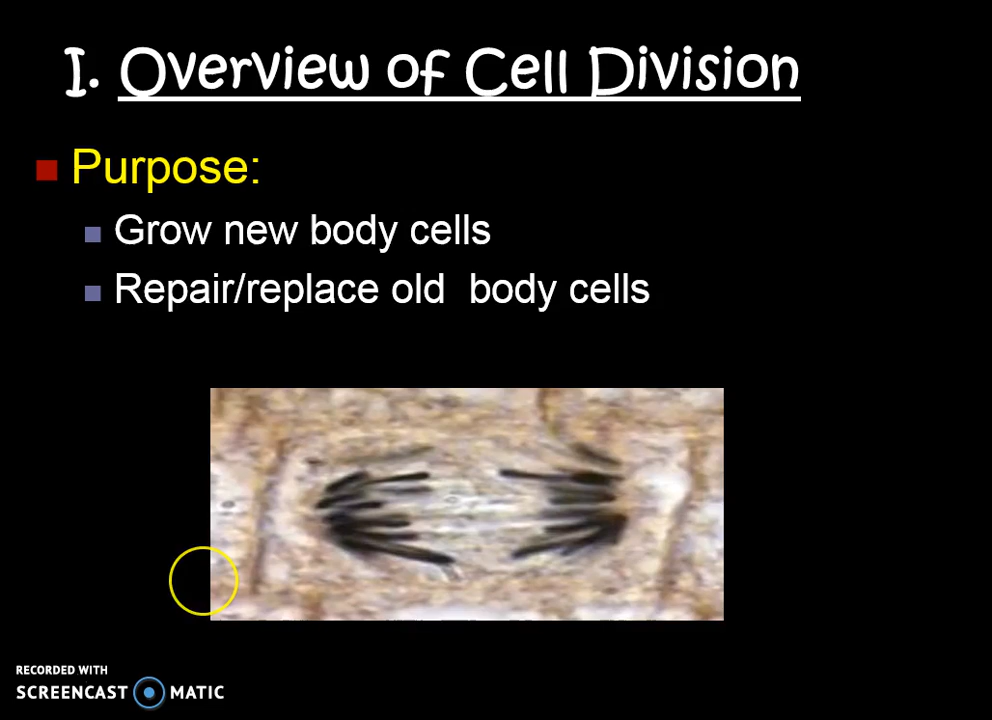 I. Overview of Cell Division
Purpose:
Grow new body cells
Repair/replace old body cells
RECORDED WITH
SCREENCAST MATIC